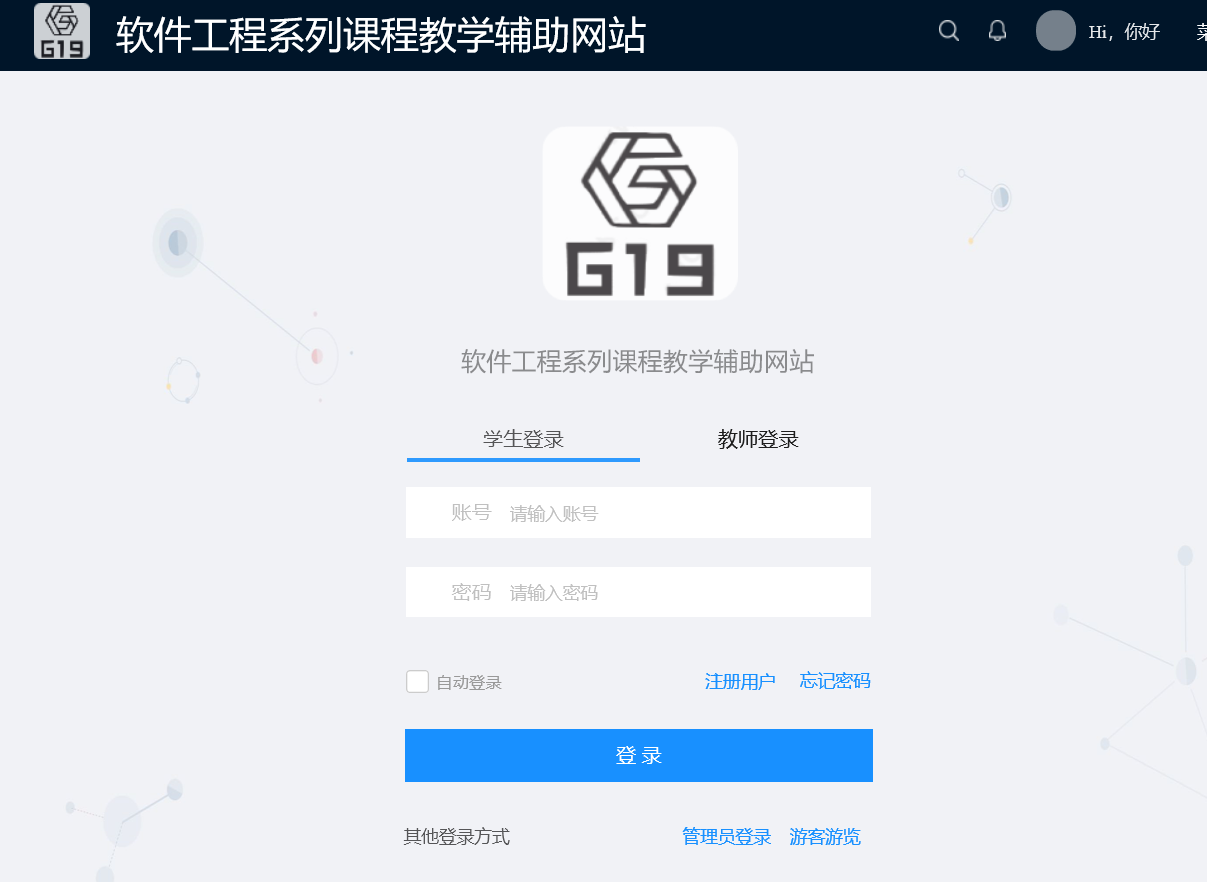 G19
软件工程系列课程教学辅助网站
Hi，你好
G19
软件工程系列课程教学辅助网站
学生登录 教师登录
账号 请输入账号
密码 请输入密码
自动登录 注册用户 忘记密码
登 录
其他登录方式 管理员登录 游客游览